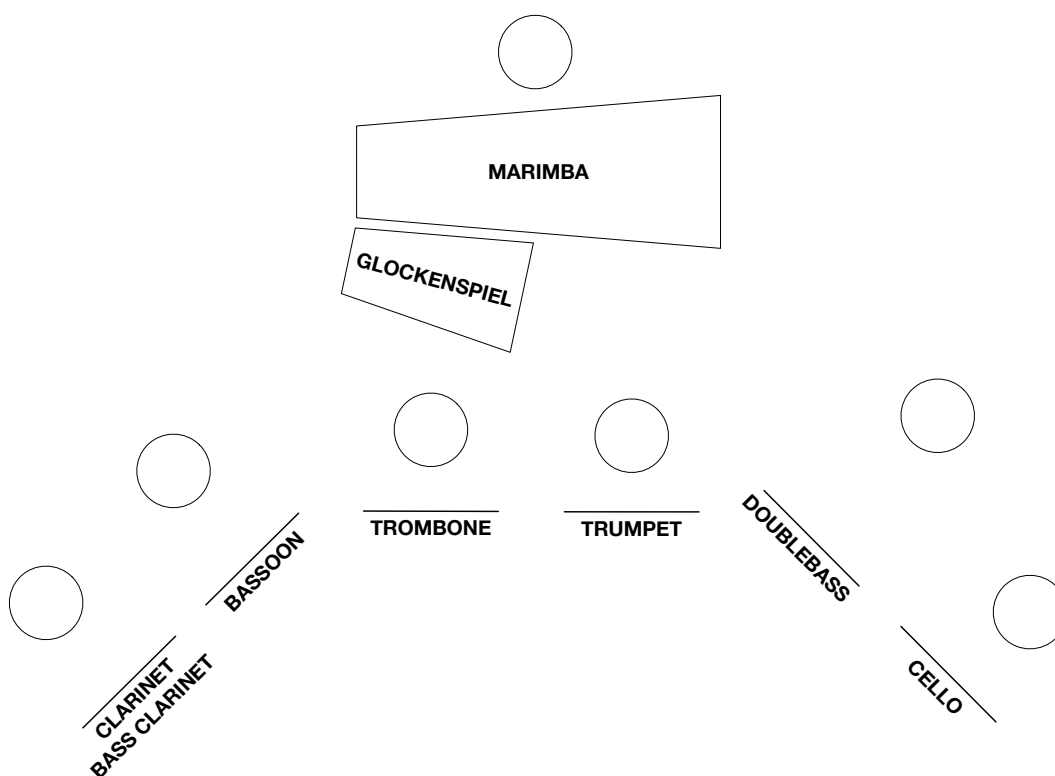 MARIMBA
GLOCKENSPIEL
TROMBONE
TRUMPET
DOUBLEBASS
BASSOON
CELLO
CLARINET
BASS CLARINET